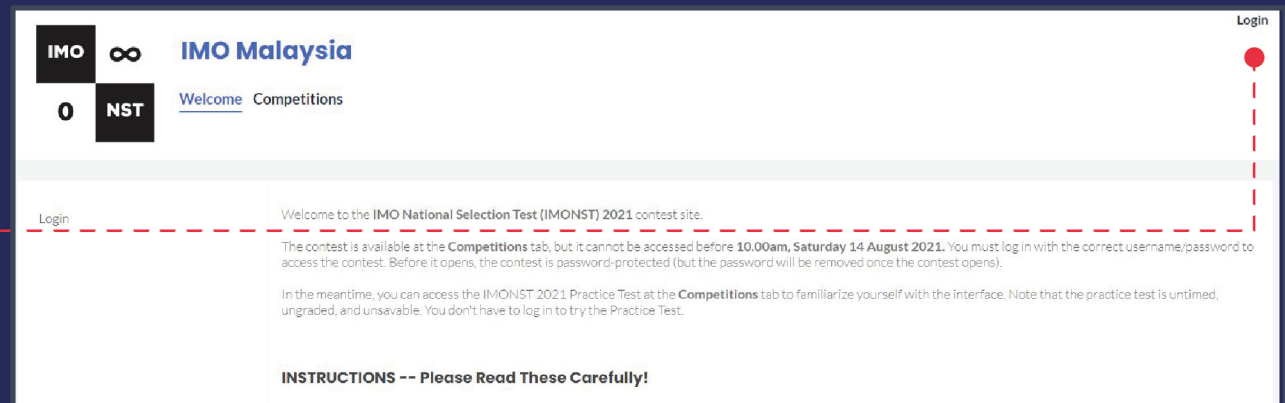 Login
IMO ∞
IMO Malaysia
0 NST
Welcome Competitions
Login
Welcome to the IMO National Selection Test (IMONST) 2021 contest site.
The contest is available at the Competitions tab, but it cannot be accessed before 10.00am, Saturday 14 August 2021. You must log in with the correct username/password to
access the contest. Before it opens, the contest is password-protected (but the password will be removed once the contest opens).
In the meantime, you can access the IMONST 2021 Practice Test at the Competitions tab to familiarize yourself with the interface. Note that the practice test is untimed,
ungraded, and unsavable. You don't have to log in to try the Practice Test.
INSTRUCTIONS -- Please Read These Carefully!